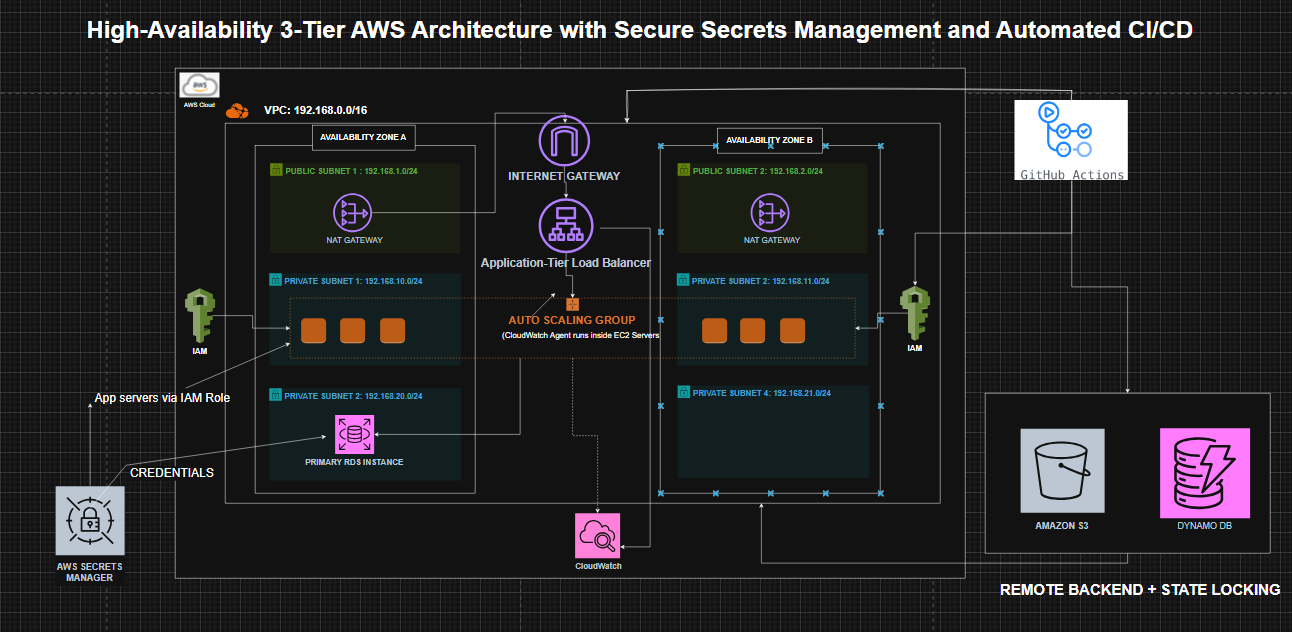 High-Availability 3-Tier AWS Architecture with Secure Secrets Management and Automated CI/CD
aws
AWS Cloud
VPC: 192.168.0.0/16
AVAILABILITY ZONE A
AVAILABILITY ZONE B
PUBLIC SUBNET 1 : 192.168.1.0/24
NAT GATEWAY
INTERNET GATEWAY
PUBLIC SUBNET 2: 192.168.2.0/24
NAT GATEWAY
GitHub Actions
Application-Tier Load Balancer
PRIVATE SUBNET 1: 192.168.10.0/24
PRIVATE SUBNET 2: 192.168.11.0/24
AUTO SCALING GROUP
(CloudWatch Agent runs inside EC2 Servers
IAM
IAM
App servers via IAM Role
PRIVATE SUBNET 2: 192.168.20.0/24
PRIVATE SUBNET 4: 192.168.21.0/24
PRIMARY RDS INSTANCE
CREDENTIALS
AWS SECRETS
MANAGER
CloudWatch
AMAZON S3
DYNAMO DB
REMOTE BACKEND + STATE LOCKING